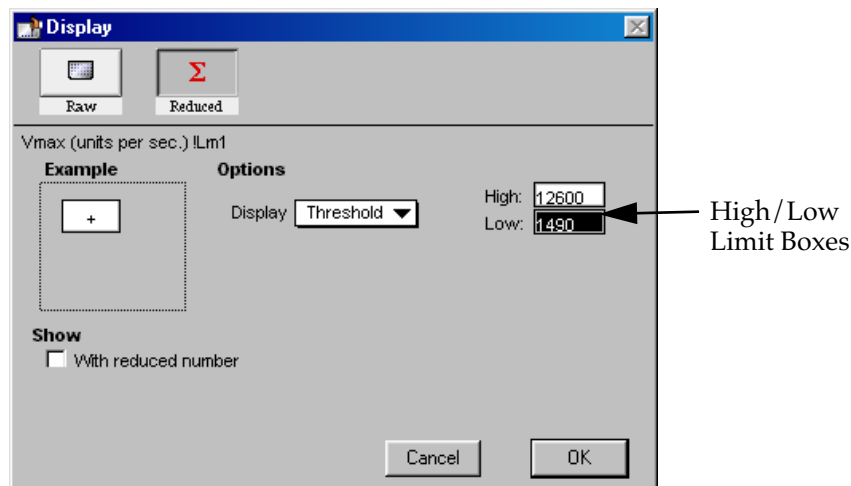 Display
Σ
Raw
Reduced
Vmax (units per sec.) !Lm1
Example
Options
+
Display Threshold
High: 12600
Low: 1490
High/Low
Limit Boxes
Show
With reduced number
Cancel
OK